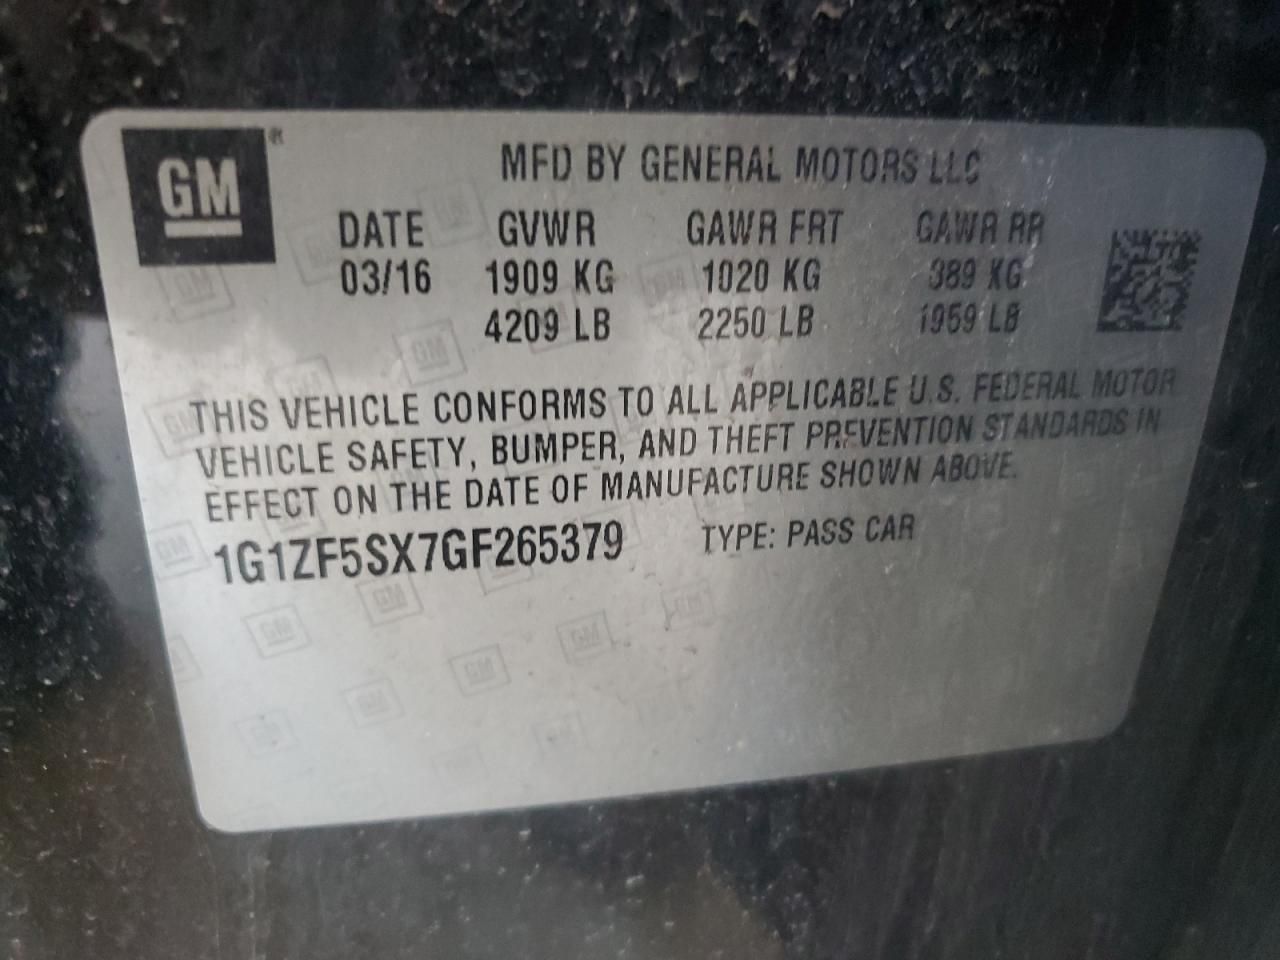 GM
MFD BY GENERAL MOTORS LLC
DATE GVWR GAWR FRT GAWR RR
03/16 1909 KG 1020 KG 889 KG
4209 LB 2250 LB 1959 LB
THIS VEHICLE CONFORMS TO ALL APPLICABLE U.S. FEDERAL MOTOR
VEHICLE SAFETY, BUMPER, AND THEFT PREVENTION STANDARDS IN
EFFECT ON THE DATE OF MANUFACTURE SHOWN ABOVE.
1G1ZF5SX7GF265379 TYPE: PASS CAR